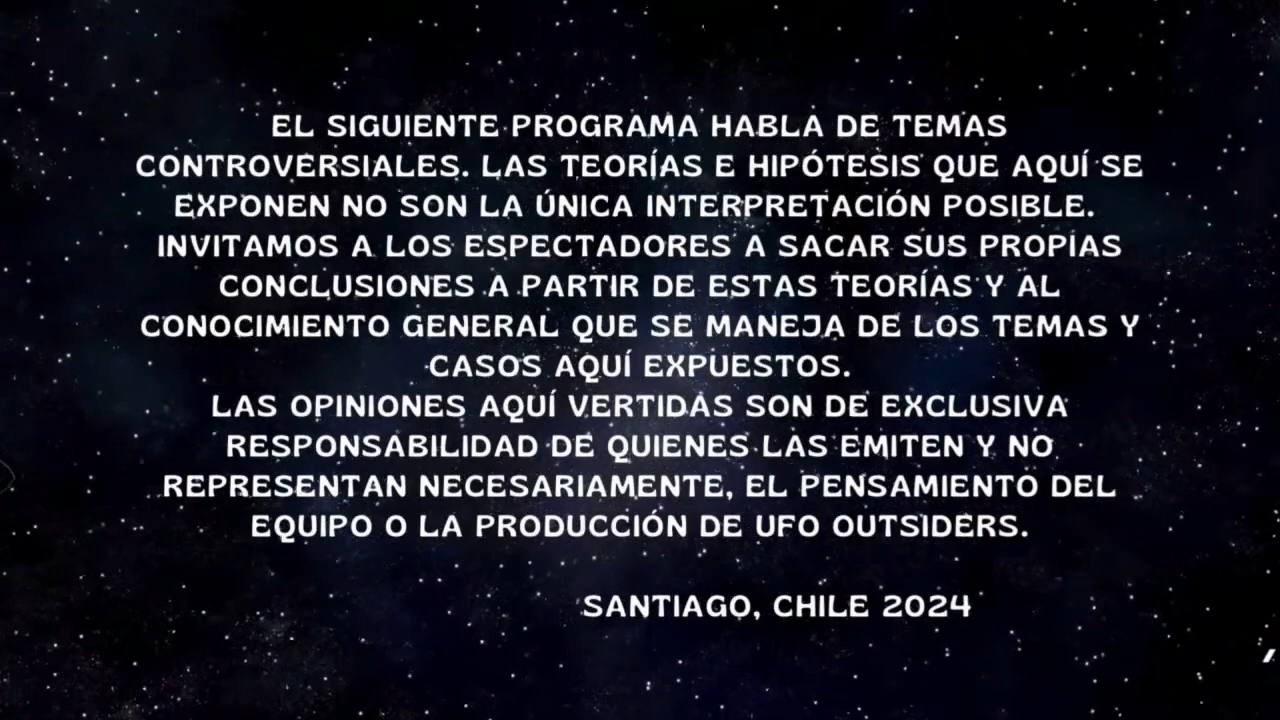 EL SIGUIENTE PROGRAMA HABLA DE TEMAS
CONTROVERSIALES. LAS TEORÍAS E HIPÓTESIS QUE AQUÍ SE
EXPONEN NO SON LA ÚNICA INTERPRETACIÓN POSIBLE.
INVITAMOS A LOS ESPECTADORES A SACAR SUS PROPIAS
CONCLUSIONES A PARTIR DE ESTAS TEORÍAS Y AL
CONOCIMIENTO GENERAL QUE SE MANEJA DE LOS TEMAS Y
CASOS AQUÍ EXPUESTOS.
LAS OPINIONES AQUÍ VERTIDAS SON DE EXCLUSIVA
RESPONSABILIDAD DE QUIENES LAS EMITEN Y NO
REPRESENTAN NECESARIAMENTE, EL PENSAMIENTO DEL
EQUIPO O LA PRODUCCIÓN DE UFO OUTSIDERS.
SANTIAGO, CHILE 2024